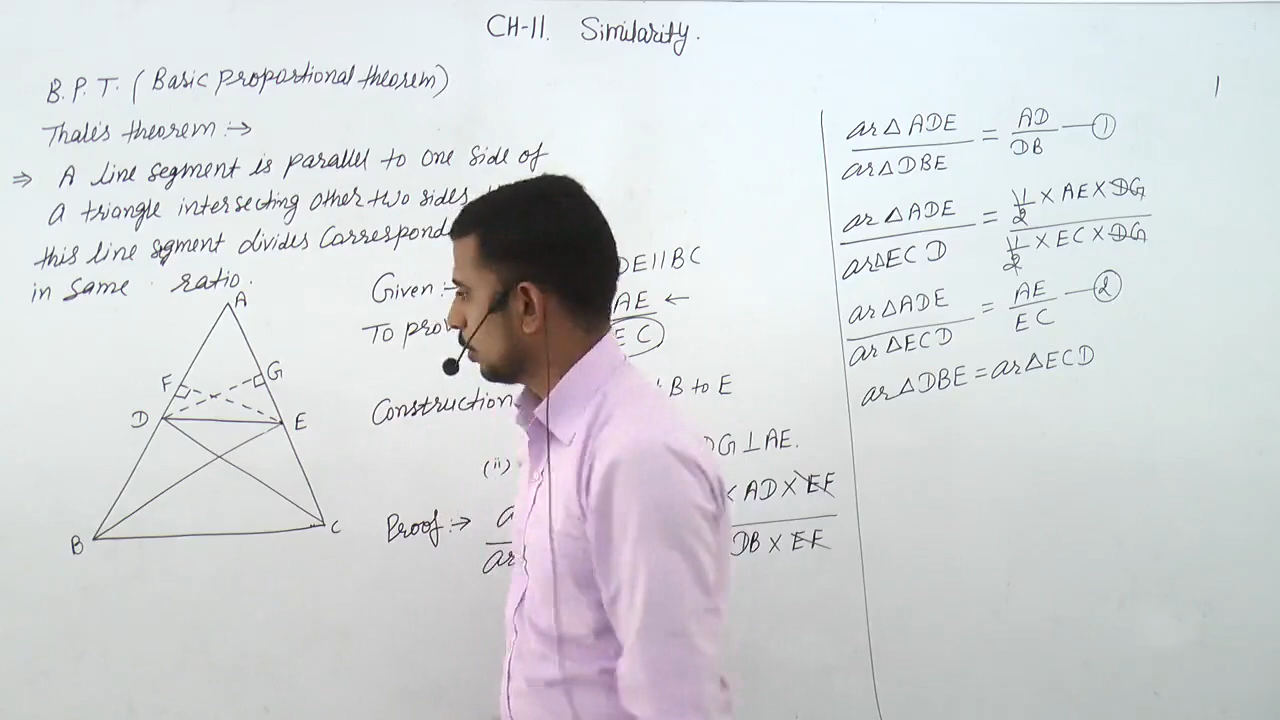 CH-11. Similarity.
B.P.T. (Basic proportional theorem)
Thale's theorem :→
⇒ A line segment is parallel to one side of
a triangle intersecting other two sides,
this line segment divides
in same ratio.
Given :-
DE||BC
To
AE ←
EC
Construction
B to E
(ii)
DG ⊥ AE.
Proof :→
ar
× AD × EF
DB × EF
A
F
G
D
E
B
C
ar△ADE / ar△DBE = AD / DB —①
ar△ADE / ar△ECD = 1/2 × AE × DG / 1/2 × EC × DG
ar△ADE / ar△ECD = AE / EC —②
ar△DBE = ar△ECD
1